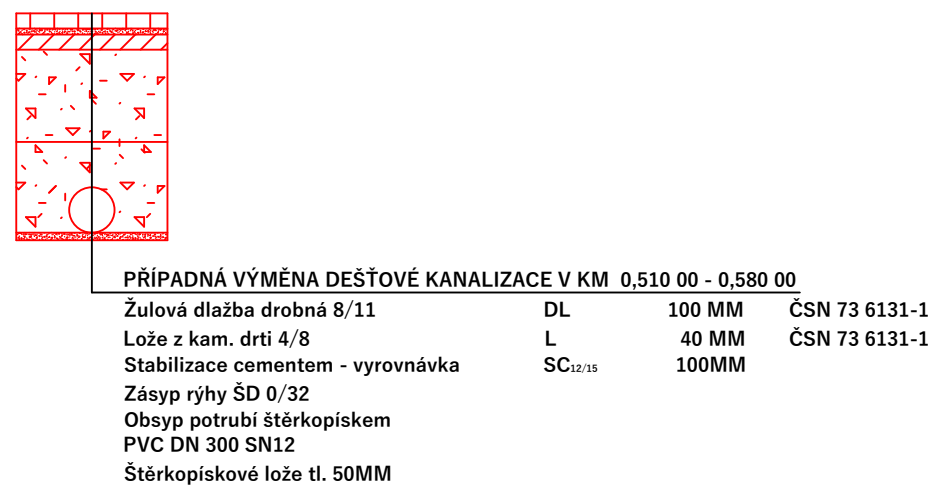 PŘÍPADNÁ VÝMĚNA DEŠŤOVÉ KANALIZACE V KM 0,510 00 - 0,580 00
Žulová dlažba drobná 8/11 DL 100 MM ČSN 73 6131-1
Lože z kam. drti 4/8 L 40 MM ČSN 73 6131-1
Stabilizace cementem - vyrovnávka SC12/15 100MM
Zásyp rýhy ŠD 0/32
Obsyp potrubí štěrkopískem
PVC DN 300 SN12
Štěrkopískové lože tl. 50MM